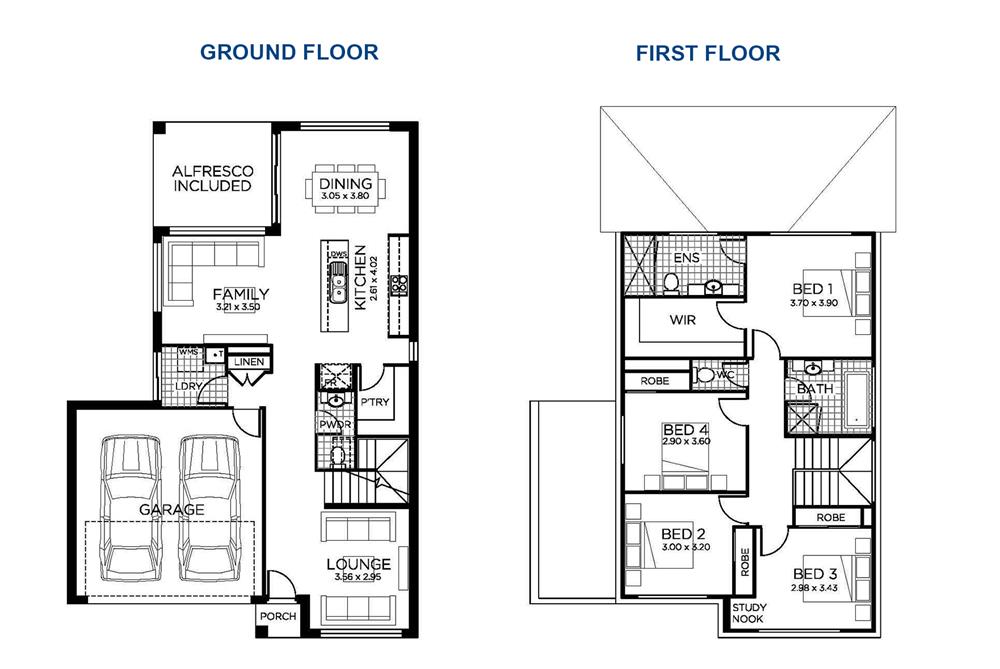 GROUND FLOOR
ALFRESCO
INCLUDED
DINING
3.05 x 3.80
DWS
KITCHEN
2.61 x 4.02
FAMILY
3.21 x 3.50
WMS
T
LINEN
LDRY
FR
P'TRY
PWDR
GARAGE
LOUNGE
3.56 x 2.95
PORCH
FIRST FLOOR
ENS
BED 1
3.70 x 3.90
WIR
ROBE
WC
BATH
BED 4
2.90 x 3.60
ROBE
BED 2
3.00 x 3.20
ROBE
BED 3
2.98 x 3.43
STUDY
NOOK